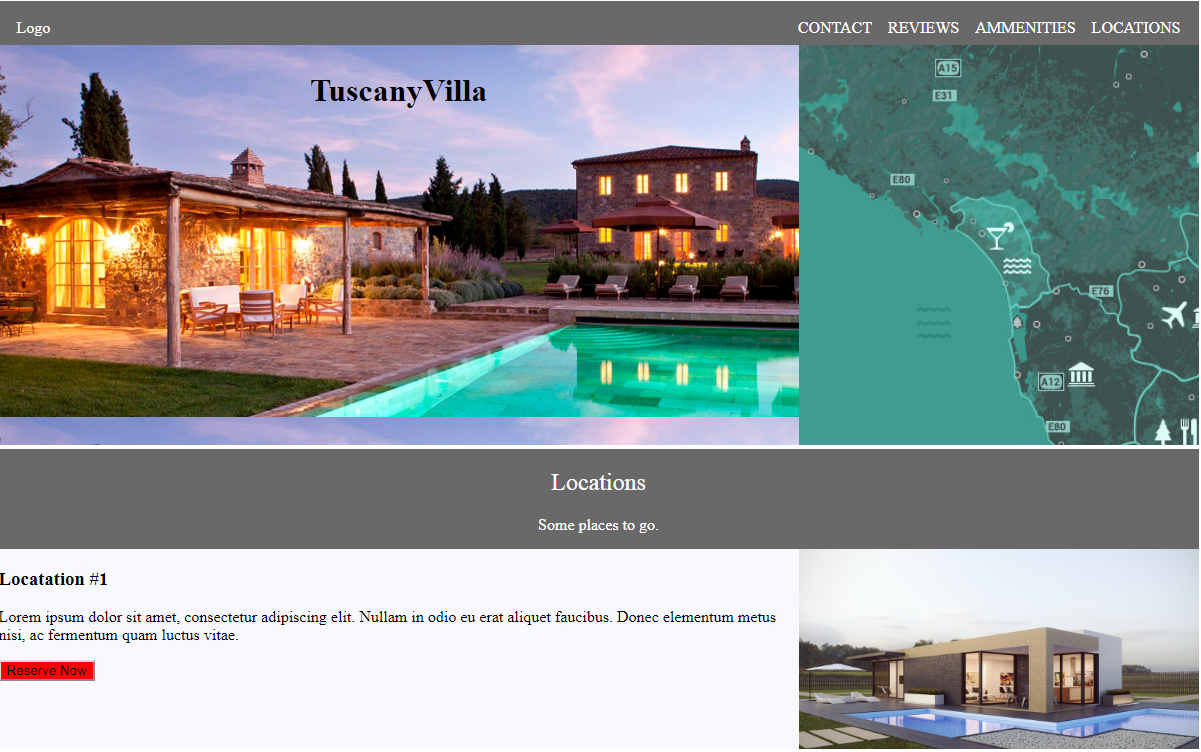 Logo
CONTACT REVIEWS AMMENITIES LOCATIONS
TuscanyVilla
A15
E31
E80
E76
A12
E80
Locations
Some places to go.
Locatation #1
Lorem ipsum dolor sit amet, consectetur adipiscing elit. Nullam in odio eu erat aliquet faucibus. Donec elementum metus
nisi, ac fermentum quam luctus vitae.
Reserve Now